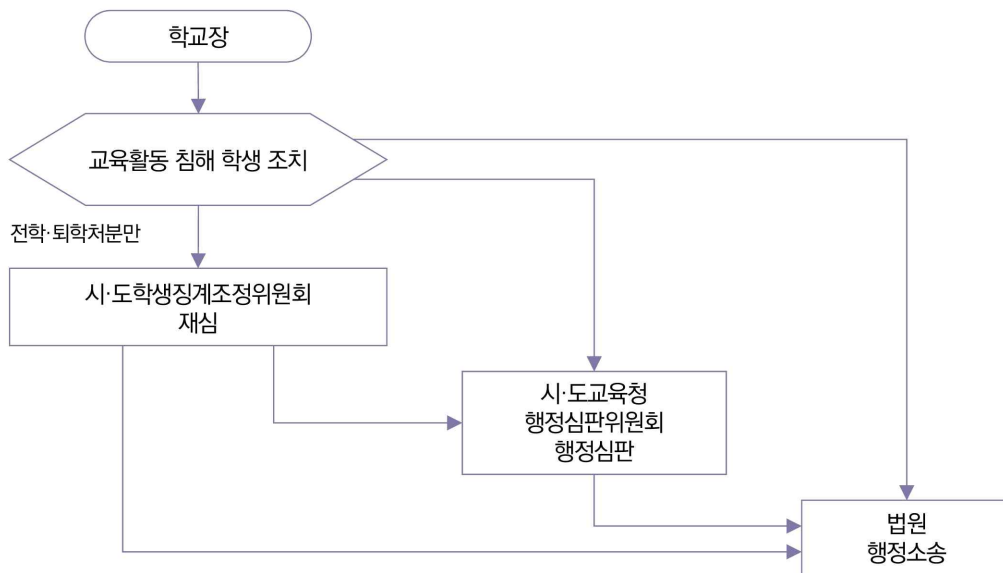 학교장
교육활동 침해 학생 조치
전학·퇴학처분만
시·도학생징계조정위원회
재심
시·도교육청
행정심판위원회
행정심판
법원
행정소송